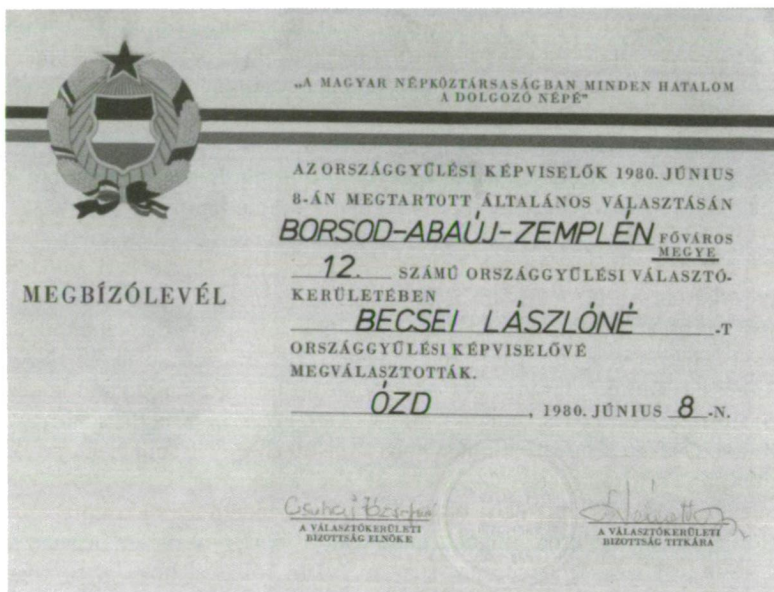 „A MAGYAR NÉPKÖZTÁRSASÁGBAN MINDEN HATALOM
A DOLGOZÓ NÉPÉ”
AZ ORSZÁGGYŰLÉSI KÉPVISELŐK 1980. JÚNIUS
8-ÁN MEGTARTOTT ÁLTALÁNOS VÁLASZTÁSÁN
BORSOD-ABAÚJ-ZEMPLÉN FŐVÁROS
MEGYE
12. SZÁMÚ ORSZÁGGYŰLÉSI VÁLASZTÓ-
KERÜLETÉBEN
BECSEI LÁSZLÓNÉ -T
ORSZÁGGYŰLÉSI KÉPVISELŐVÉ
MEGVÁLASZTOTTÁK.
ÓZD, 1980. JÚNIUS 8-N.
MEGBÍZÓLEVÉL
A VÁLASZTÓKERÜLETI
BIZOTTSÁG ELNÖKE
A VÁLASZTÓKERÜLETI
BIZOTTSÁG TITKÁRA